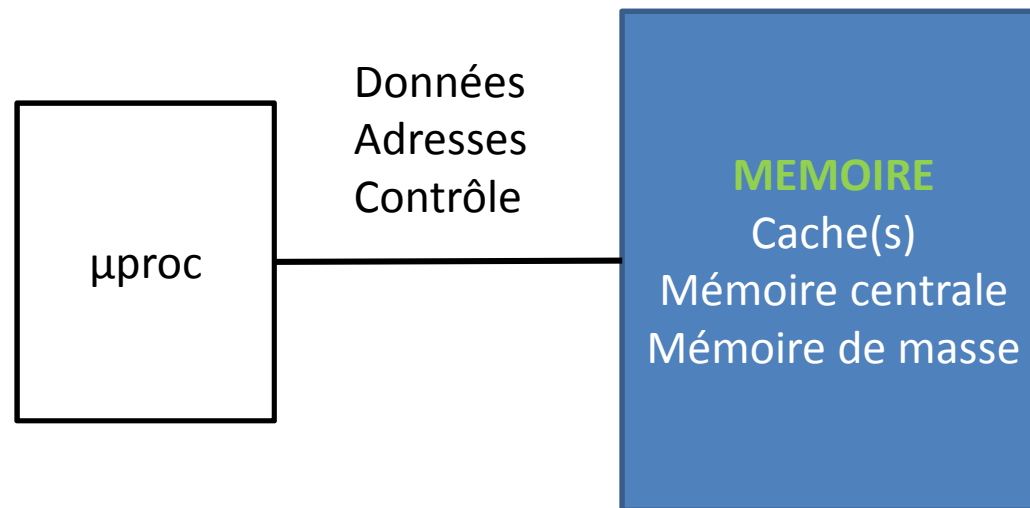 Données
Adresses
Contrôle
µproc
MEMOIRE
Cache(s)
Mémoire centrale
Mémoire de masse